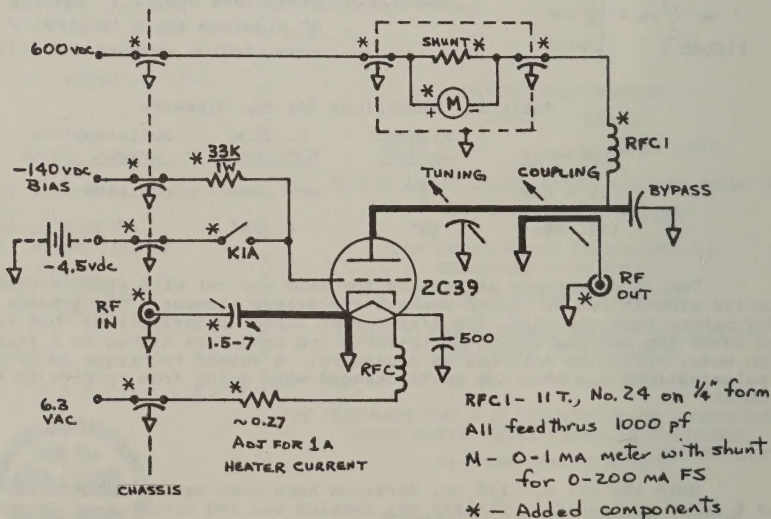 600 VDC
SHUNT
*
M
+
-
*
RFC1
-140 VDC
BIAS
* 33K
1W
TUNING
COUPLING
BYPASS
-4.5vdc
*
K1A
2C39
RF
IN
*
1.5-7
500
RF
OUT
*
RFC
6.3
VAC
*
~0.27
ADJ FOR 1A
HEATER CURRENT
CHASSIS
RFC1- 11T., No. 24 on 1/4" form
All feedthrus 1000 pf
M- 0-1 MA meter with shunt
for 0-200 MA FS
* - Added components